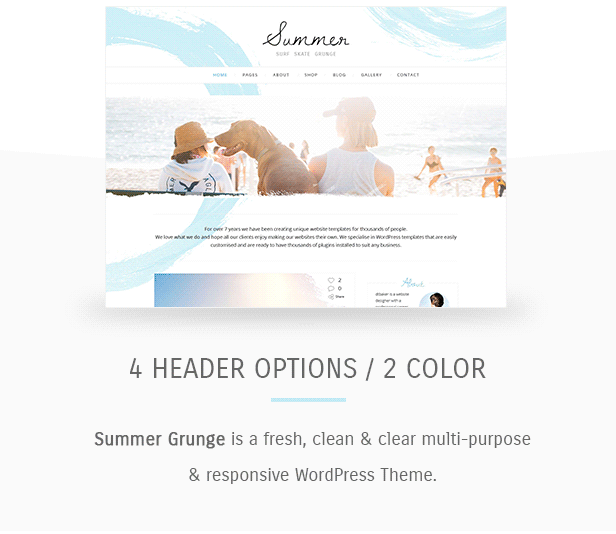 Summer
SURF SKATE GRUNGE
HOME PAGES ABOUT SHOP BLOG GALLERY CONTACT
For over 7 years we have been creating unique website templates for thousands of people.
We love what we do and hope all our clients enjoy making our websites their own. We specialise in WordPress templates that are easily
customised and are ready to have thousands of plugins installed to suit any business.
2
0
Share
About
is a website
designer with a
4 HEADER OPTIONS / 2 COLOR
Summer Grunge is a fresh, clean & clear multi-purpose
& responsive WordPress Theme.